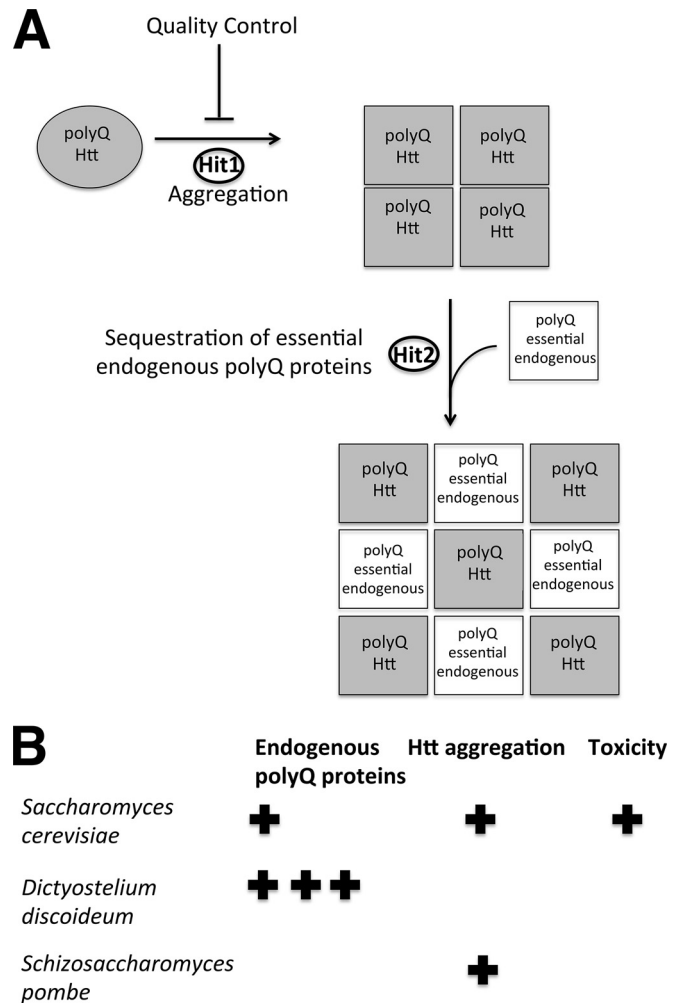 A
Quality Control
polyQ
Htt
Hit1
Aggregation
polyQ
Htt
polyQ
Htt
polyQ
Htt
polyQ
Htt
Sequestration of essential
endogenous polyQ proteins
Hit2
polyQ
essential
endogenous
polyQ
Htt
polyQ
essential
endogenous
polyQ
Htt
polyQ
essential
endogenous
polyQ
Htt
polyQ
essential
endogenous
polyQ
Htt
polyQ
essential
endogenous
polyQ
Htt
B
Endogenous
polyQ proteins
Htt aggregation
Toxicity
Saccharomyces
cerevisiae
+ + +
Dictyostelium
discoideum
+ + +
Schizosaccharomyces
pombe
+